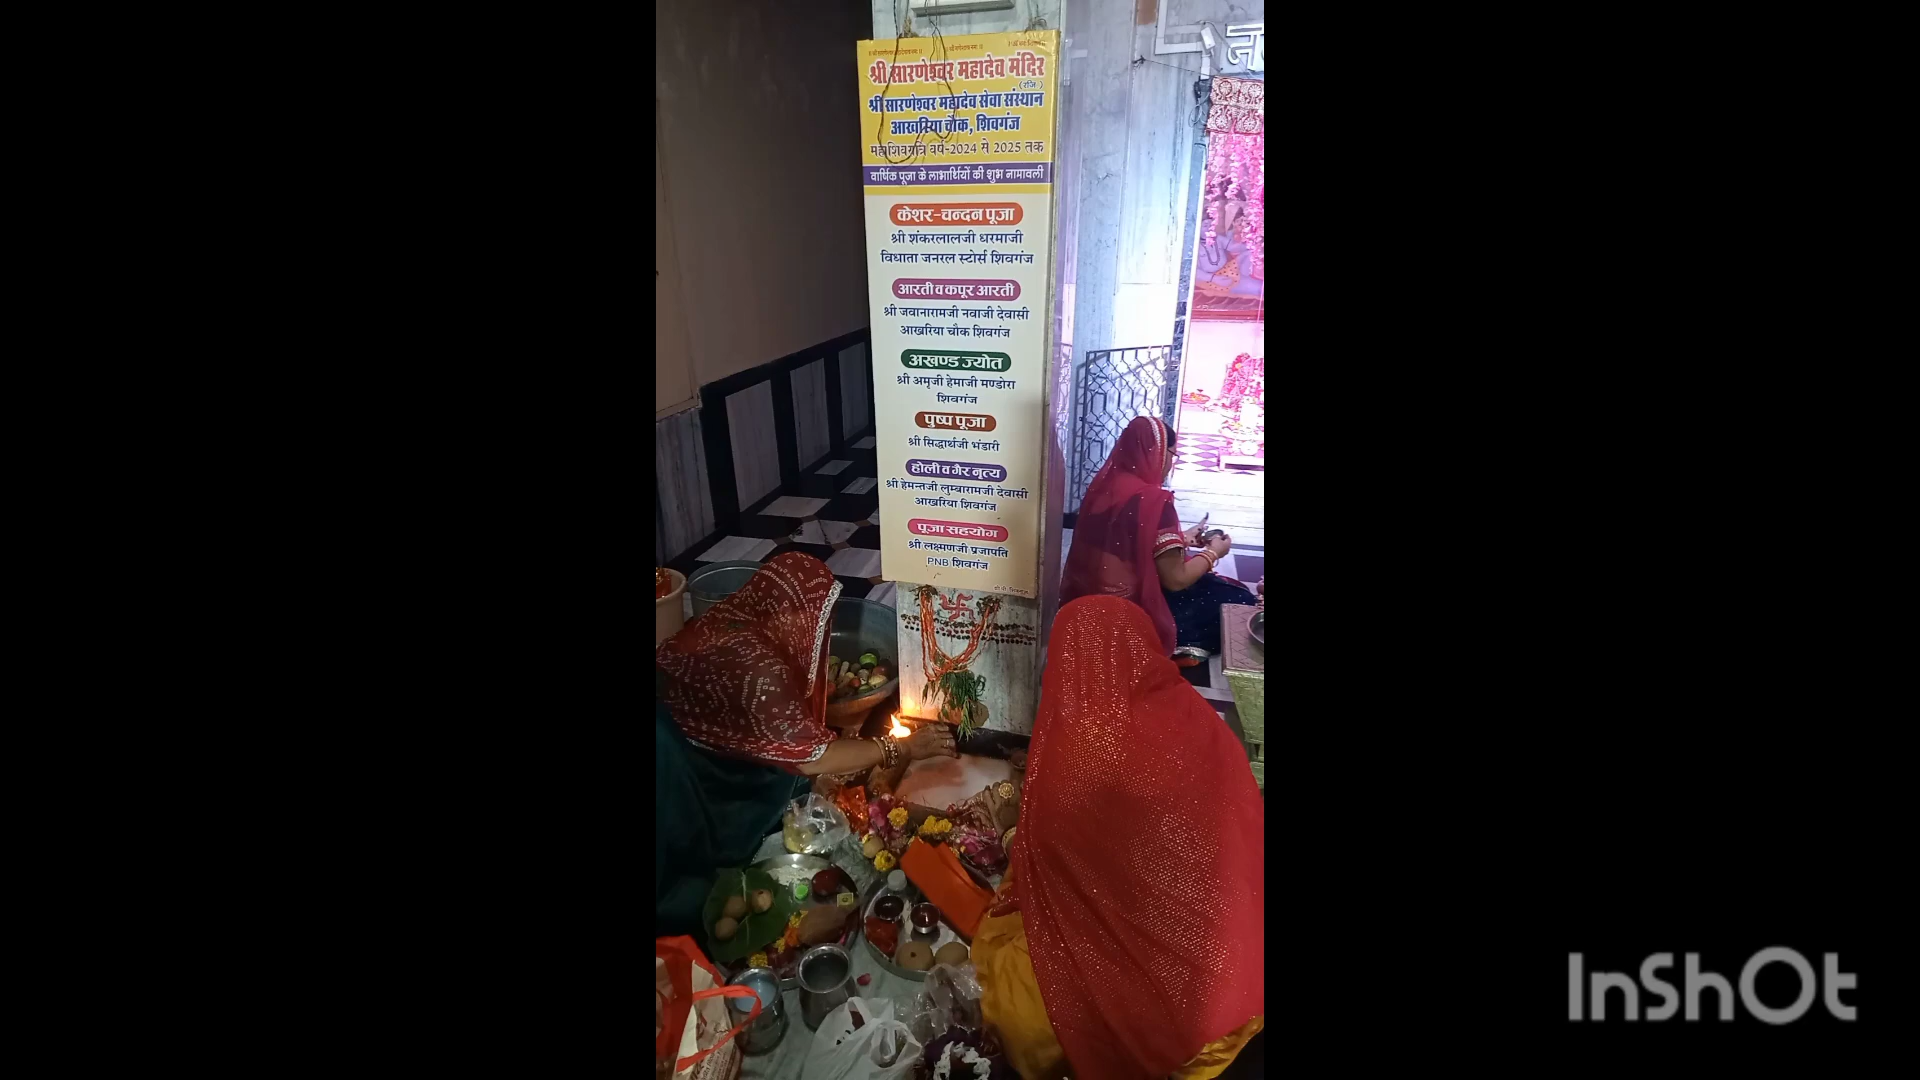 श्री सारणेश्वर महादेव मंदिर
(रजि.)
श्री सारणेश्वर महादेव सेवा संस्थान
आखरिया चौक, शिवगंज
महाशिवरात्रि वर्ष-2024 से 2025 तक
वार्षिक पूजा के लाभार्थियों की शुभ नामावली
केशर-चन्दन पूजा
श्री शंकरलालजी धरमाजी
विधाता जनरल स्टोर्स शिवगंज
आरती व कपूर आरती
श्री जवानारामजी नवाजी देवासी
आखरिया चौक शिवगंज
अखण्ड ज्योत
श्री अमृजी हेमाजी मण्डोरा
शिवगंज
पुष्प पूजा
श्री सिद्धार्थजी भंडारी
होली व गैर नृत्य
श्री हेमन्तजी लुम्बारामजी देवासी
आखरिया शिवगंज
पूजा सहयोग
श्री लक्ष्मणजी प्रजापति
PNB शिवगंज
InShOt